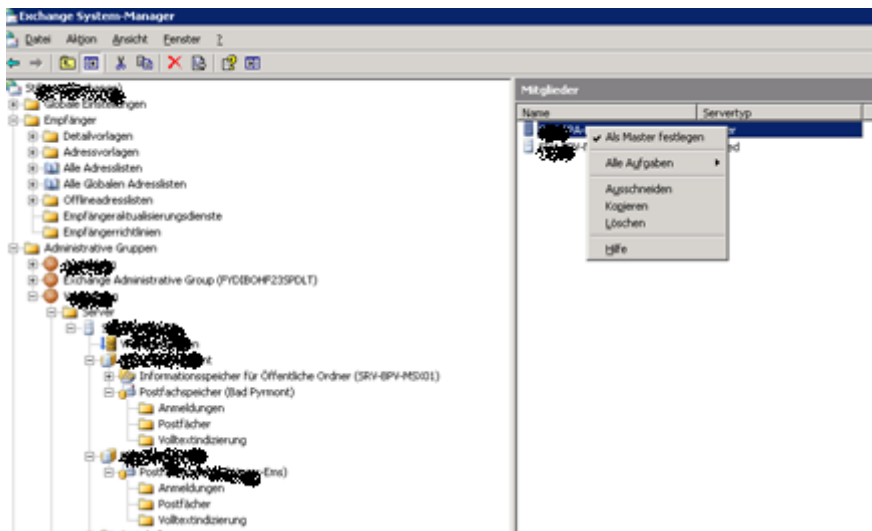 Exchange System-Manager
Datei Aktion Ansicht Fenster ?
Globale Einstellungen
Empfänger
Detailvorlagen
Adressvorlagen
Alle Adresslisten
Alle Globalen Adresslisten
Offlineadresslisten
Empfängeraktualisierungsdienste
Empfängerrichtlinien
Administrative Gruppen
Exchange Administrative Group (FYDIBOHF23SPDLT)
Server
Informationsspeicher für Öffentliche Ordner (SRV-BPV-MSX01)
Postfachspeicher (Bad Pyrmont)
Anmeldungen
Postfächer
Volltextindizierung
Anmeldungen
Postfächer
Volltextindizierung
Mitglieder
Name Servertyp
Als Master festlegen
Alle Aufgaben
Ausschneiden
Kopieren
Löschen
Hilfe